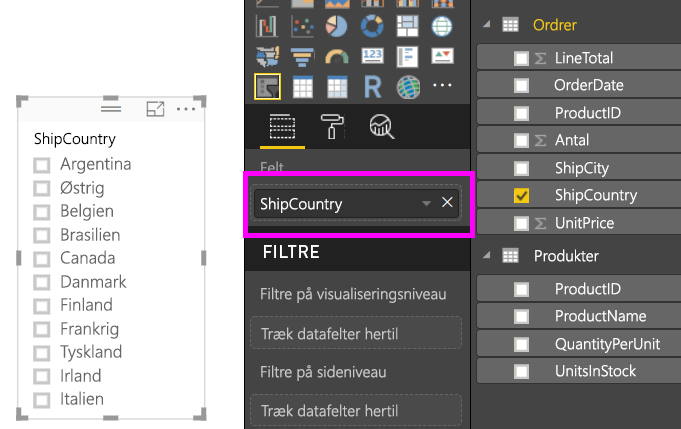 ShipCountry
Argentina
Østrig
Belgien
Brasilien
Canada
Danmark
Finland
Frankrig
Tyskland
Irland
Italien
123
R
Felt
ShipCountry
FILTRE
Filtre på visualiseringsniveau
Træk datafelter hertil
Filtre på sideniveau
Træk datafelter hertil
Ordrer
Σ LineTotal
OrderDate
ProductID
Σ Antal
ShipCity
ShipCountry
Σ UnitPrice
Produkter
ProductID
ProductName
QuantityPerUnit
UnitsInStock